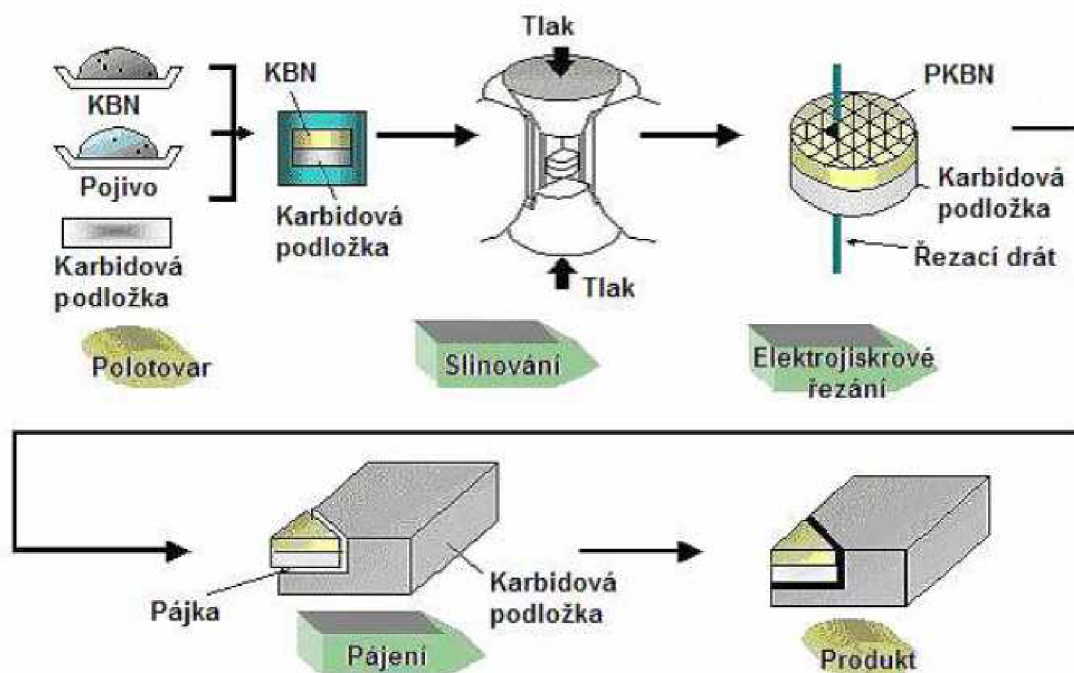 KBN
Pojivo
Karbidová
podložka
Polotovar
KBN
Karbidová
podložka
Tlak
Tlak
Slinování
PKBN
Karbidová
podložka
Řezací drát
Elektrojiskrové
řezání
Pájka
Karbidová
podložka
Pájení
Produkt